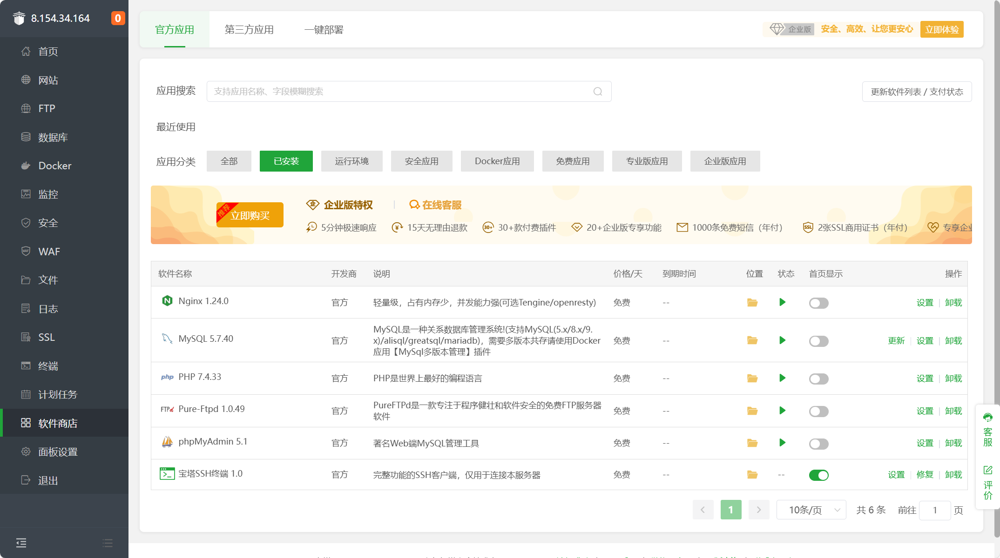 8.154.34.164
0
首页
网站
FTP
数据库
Docker
监控
安全
WAF
文件
日志
SSL
终端
计划任务
软件商店
面板设置
退出
官方应用
第三方应用
一键部署
企业版
安全、高效、让您更安心
立即体验
应用搜索
支持应用名称、字段模糊搜索
更新软件列表 / 支付状态
最近使用
应用分类
全部
已安装
运行环境
安全应用
Docker应用
免费应用
专业版应用
企业版应用
推荐
立即购买
企业版特权
在线客服
5分钟极速响应
15天无理由退款
30+
30+款付费插件
20+企业版专享功能
1000条免费短信（年付）
SSL
2张SSL商用证书（年付）
专享企业
软件名称 开发商 说明 价格/天 到期时间 位置 状态 首页显示 操作
Nginx 1.24.0 官方 轻量级，占有内存少，并发能力强(可选Tengine/openresty) 免费 -- 设置 | 卸载
MySQL 5.7.40 官方 MySQL是一种关系数据库管理系统!(支持MySQL(5.x/8.x/9.
x)/alisql/greatsql/mariadb)，需要多版本共存请使用Docker
应用【MySql多版本管理】插件 免费 -- 更新 | 设置 | 卸载
php PHP 7.4.33 官方 PHP是世界上最好的编程语言 免费 -- 设置 | 卸载
FTPd Pure-Ftpd 1.0.49 官方 PureFTPd是一款专注于程序健壮和软件安全的免费FTP服务器
软件 免费 -- 设置 | 卸载
phpMyAdmin 5.1 官方 著名Web端MySQL管理工具 免费 -- 设置 | 卸载
宝塔SSH终端 1.0 官方 完整功能的SSH客户端，仅用于连接本服务器 免费 -- -- 设置 | 修复 | 卸载
1
10条/页
共 6 条
前往 1 页
客服
评价